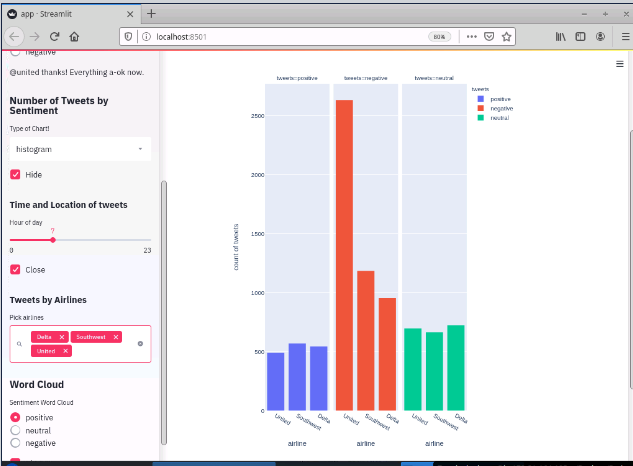 app · Streamlit
localhost:8501
80%
negative
@united thanks! Everything a-ok now.
Number of Tweets by
Sentiment
Type of Chart!
histogram
Hide
Time and Location of tweets
Hour of day
7
0 23
Close
Tweets by Airlines
Pick airlines
Delta Southwest
United
Word Cloud
Sentiment Word Cloud
positive
neutral
negative
tweets=positive tweets=negative tweets=neutral
tweets
positive
negative
neutral
count of tweets
2500
2000
1500
1000
500
0
United Southwest Delta United Southwest Delta United Southwest Delta
airline airline airline